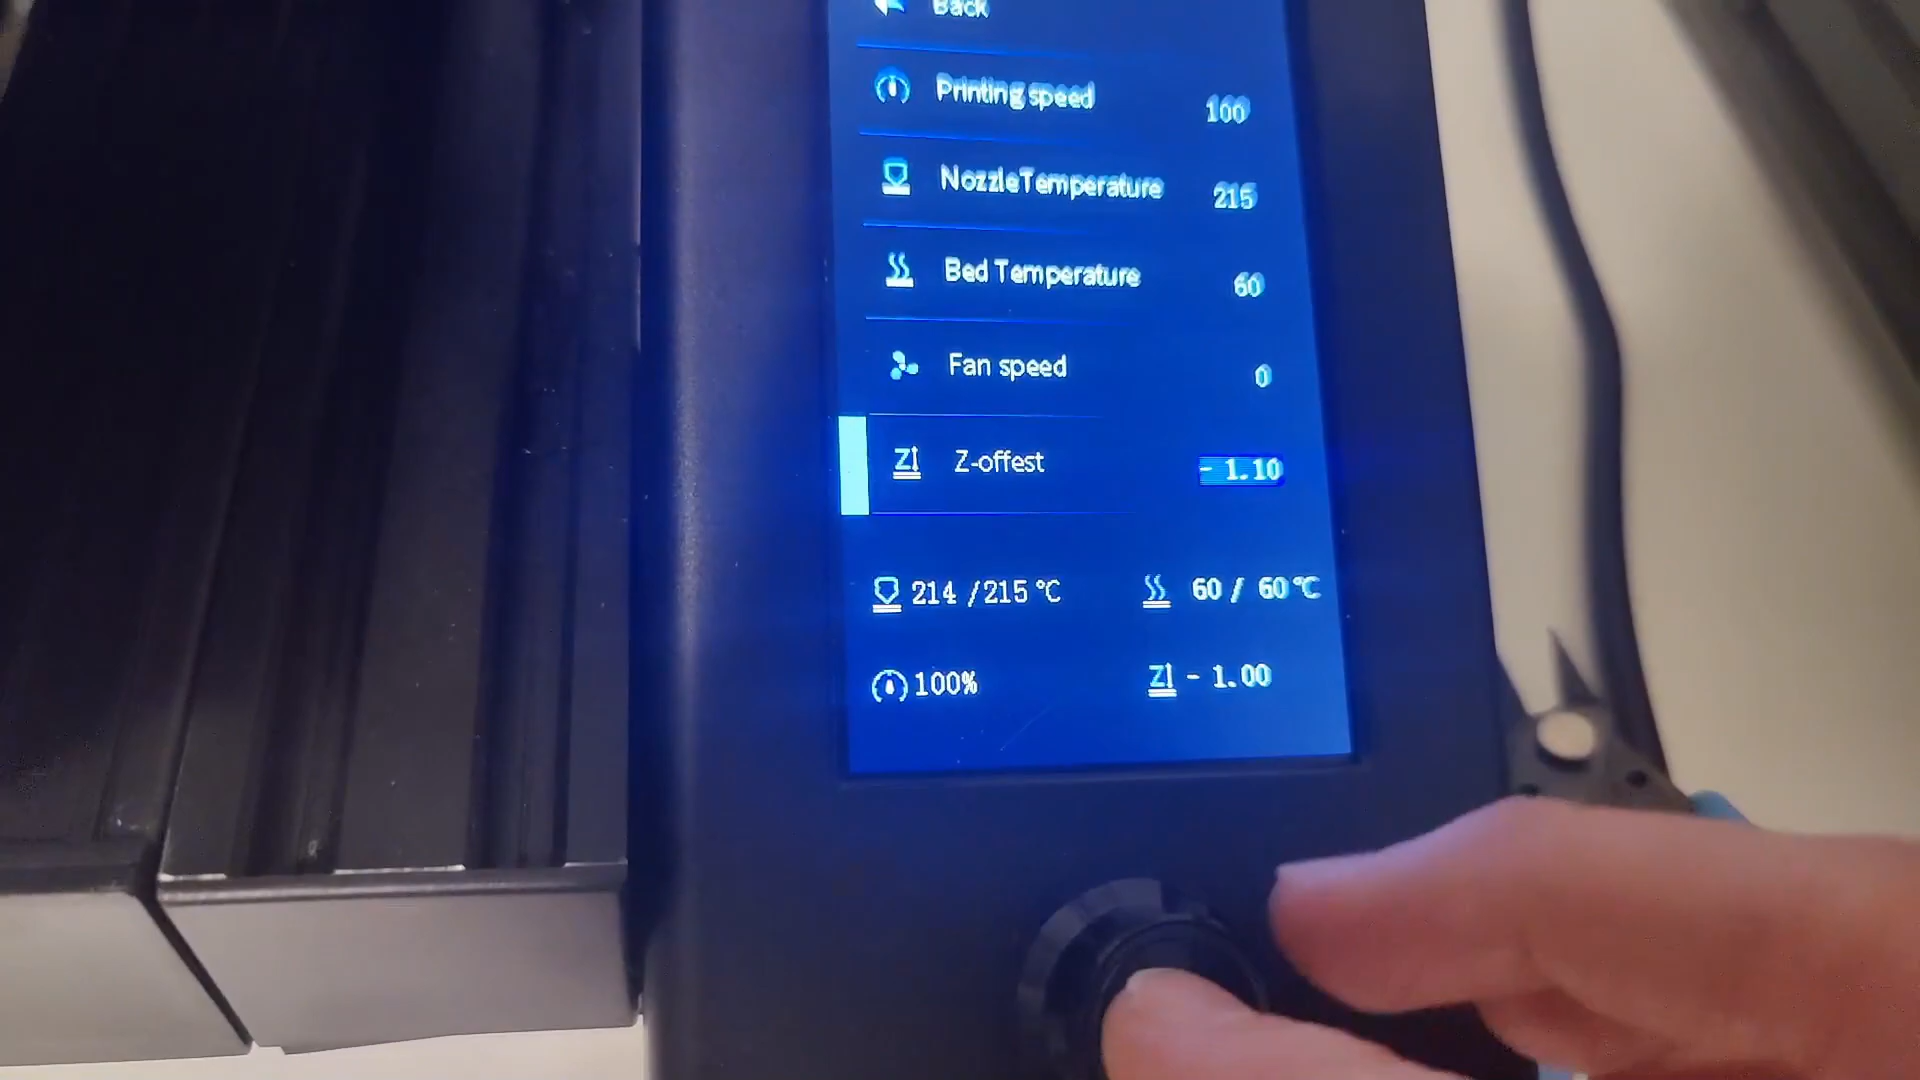 Back
Printing speed 100
NozzleTemperature 215
Bed Temperature 60
Fan speed 0
Z-offest - 1.10
214 /215 ℃ 60 / 60℃
100% - 1.00